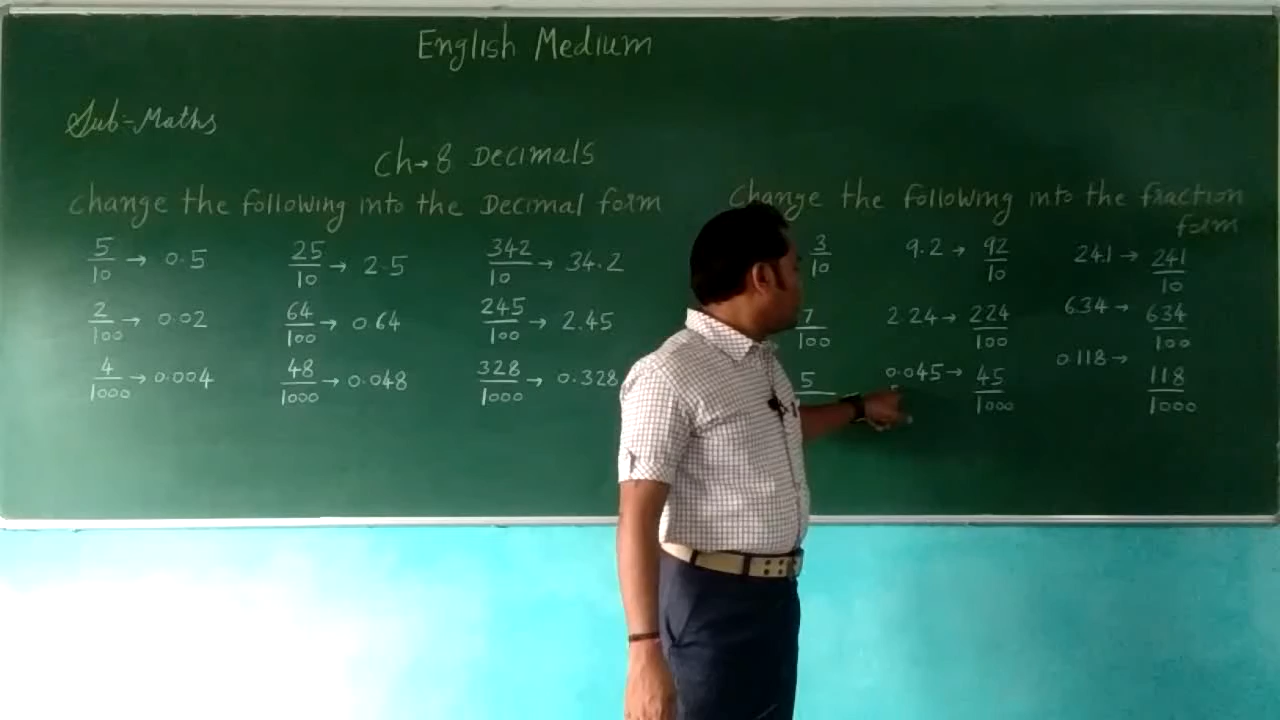 English Medium
Sub:- Maths
Ch→8 Decimals
Change the following into the Decimal form
5/10 → 0.5
25/10 → 2.5
342/10 → 34.2
2/100 → 0.02
64/100 → 0.64
245/100 → 2.45
4/1000 → 0.004
48/1000 → 0.048
328/1000 → 0.328
Change the following into the fraction
form
3/10
9.2 → 92/10
24.1 → 241/10
7/100
2.24 → 224/100
6.34 → 634/100
5
0.045 → 45/1000
0.118 → 118/1000